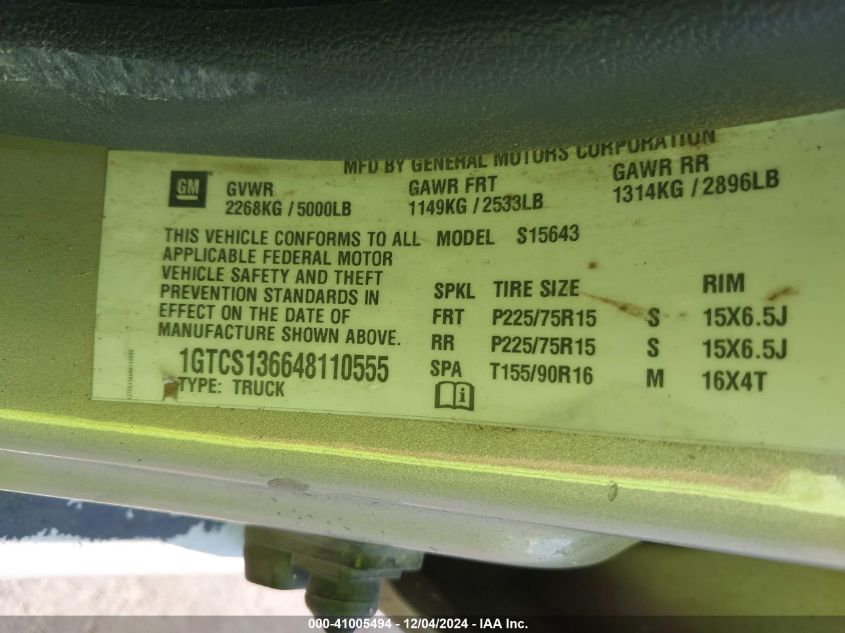 MFD BY GENERAL MOTORS CORPORATION
GM
GVWR GAWR FRT GAWR RR
2268KG / 5000LB 1149KG / 2533LB 1314KG / 2896LB
THIS VEHICLE CONFORMS TO ALL MODEL S15643
APPLICABLE FEDERAL MOTOR
VEHICLE SAFETY AND THEFT
PREVENTION STANDARDS IN SPKL TIRE SIZE RIM
EFFECT ON THE DATE OF FRT P225/75R15 S 15X6.5J
MANUFACTURE SHOWN ABOVE. RR P225/75R15 S 15X6.5J
1GTCS136648110555 SPA T155/90R16 M 16X4T
TYPE: TRUCK
000-41005494 - 12/04/2024 - IAA Inc.